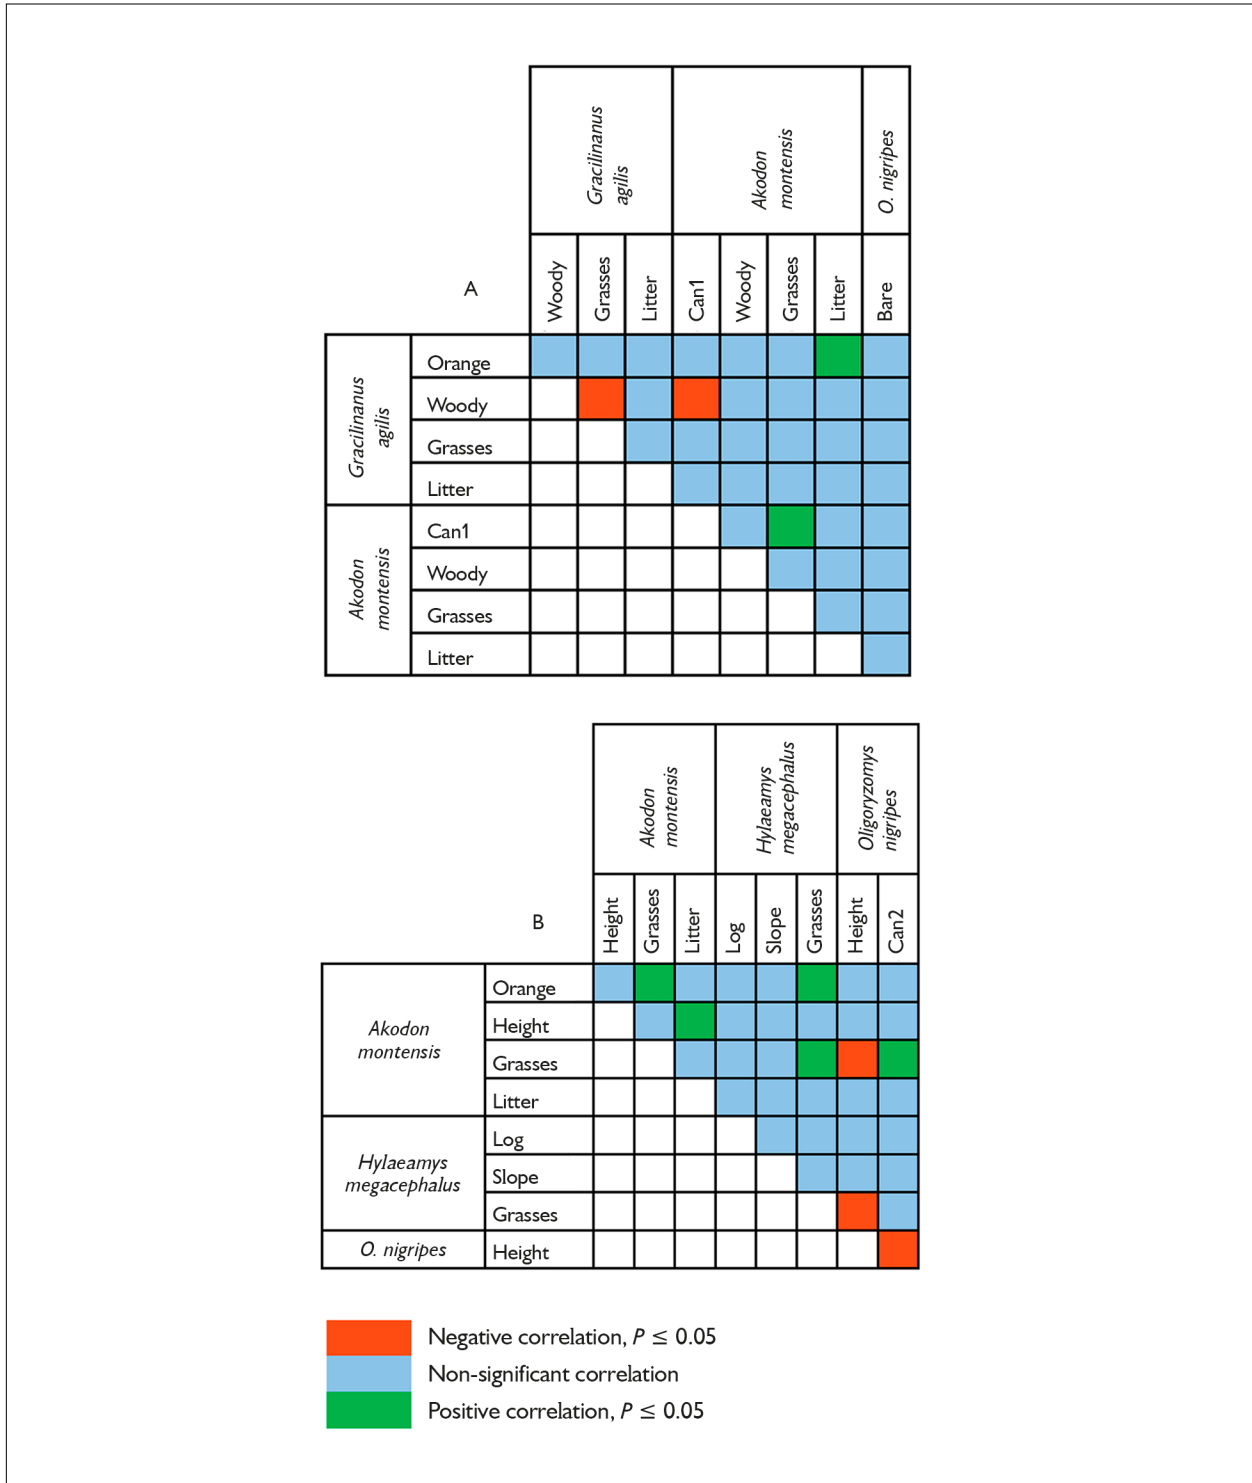 Gracilinanus
agilis
Akodon
montensis
O. nigripes
A
Woody
Grasses
Litter
Can1
Woody
Grasses
Litter
Bare
Gracilinanus
agilis
Orange
Woody
Grasses
Litter
Akodon
montensis
Can1
Woody
Grasses
Litter
Akodon
montensis
Hylaeamys
megacephalus
Oligoryzomys
nigripes
B
Height
Grasses
Litter
Log
Slope
Grasses
Height
Can2
Akodon
montensis
Orange
Height
Grasses
Litter
Hylaeamys
megacephalus
Log
Slope
Grasses
O. nigripes
Height
Negative correlation, P ≤ 0.05
Non-significant correlation
Positive correlation, P ≤ 0.05